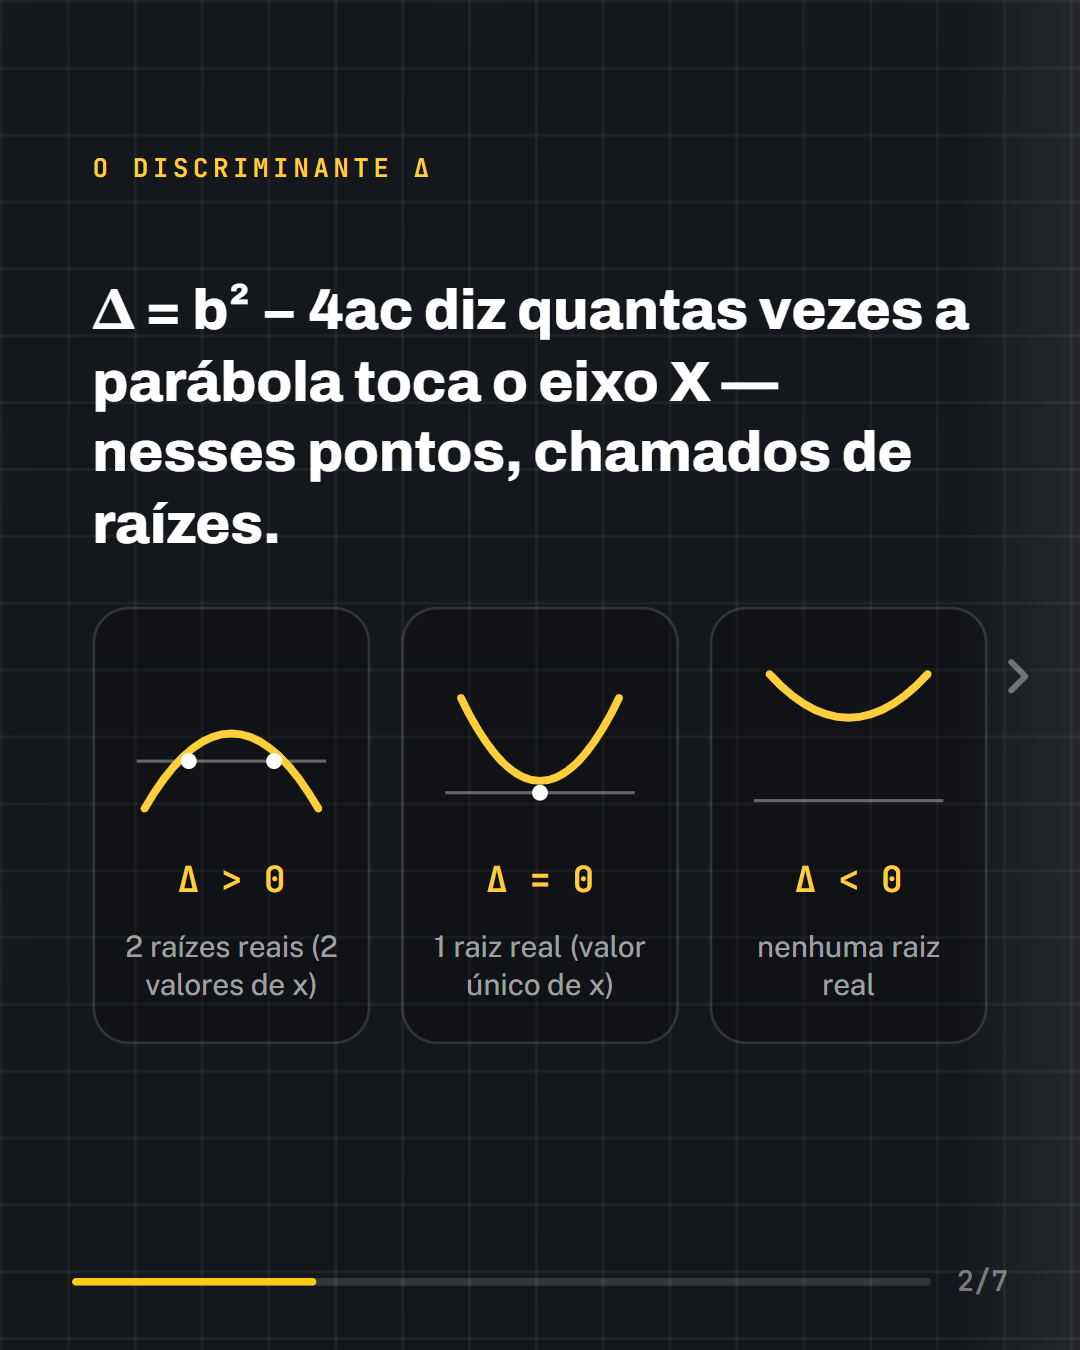 O DISCRIMINANTE Δ
Δ = b² – 4ac diz quantas vezes a
parábola toca o eixo X —
nesses pontos, chamados de
raízes.
Δ > 0
2 raízes reais (2
valores de x)
Δ = 0
1 raiz real (valor
único de x)
Δ < 0
nenhuma raiz
real
2/7